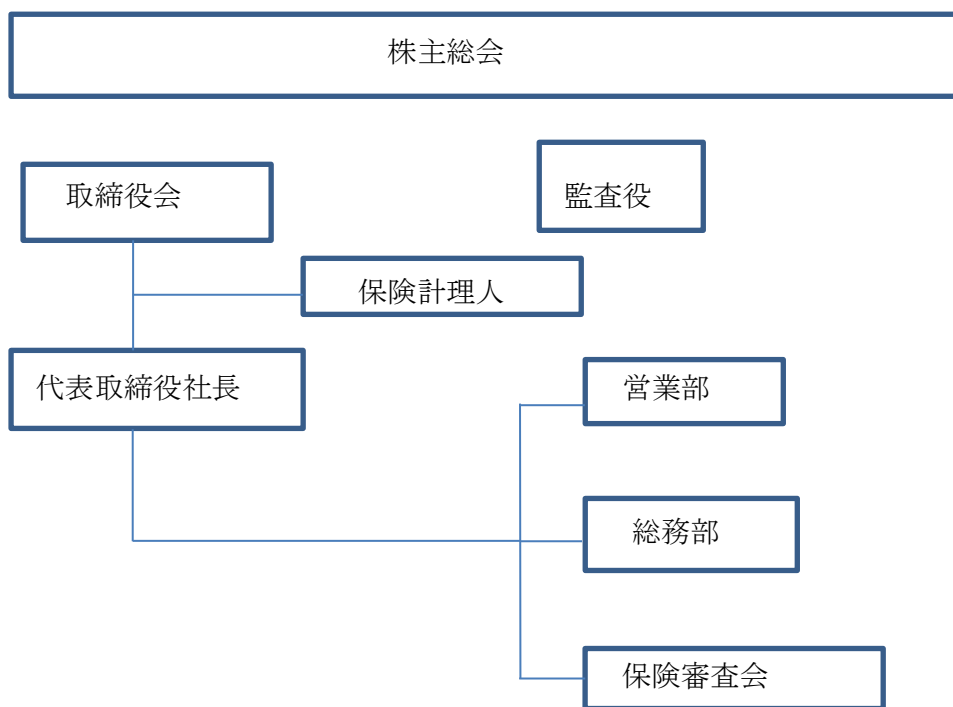 株主総会
取締役会
監査役
保険計理人
代表取締役社長
営業部
総務部
保険審査会